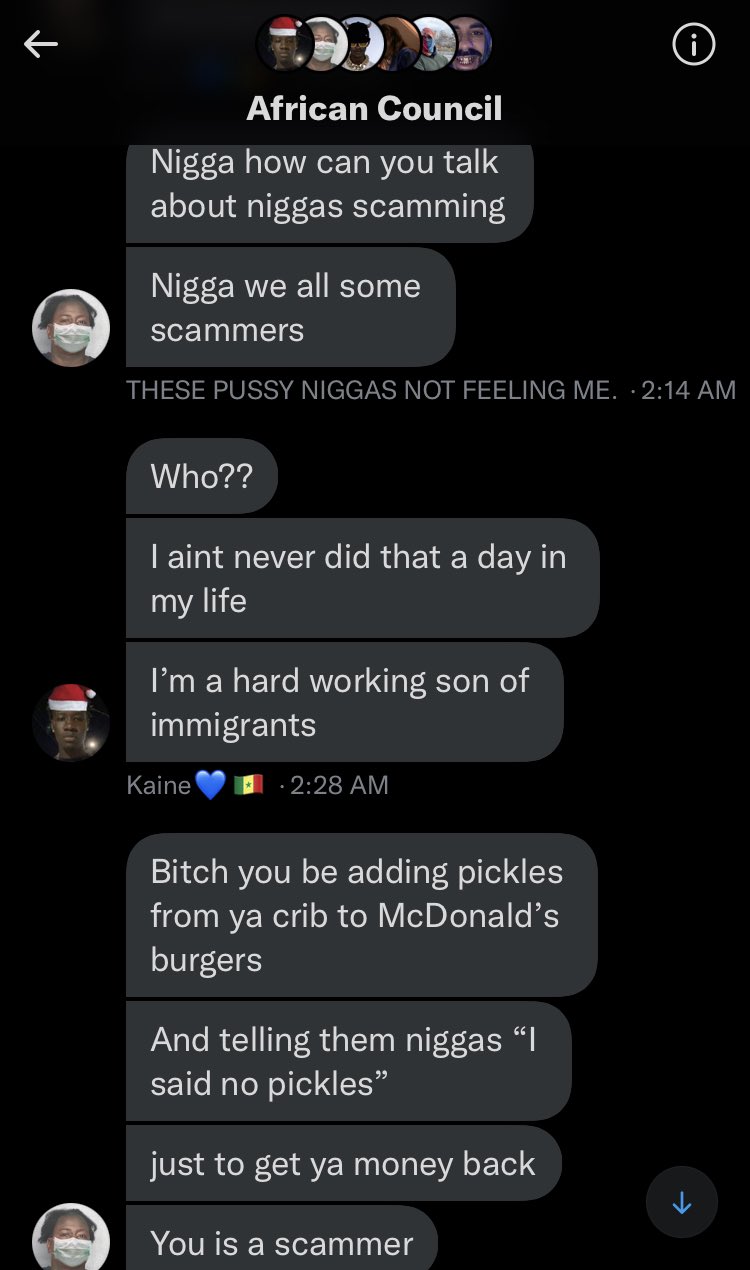 African Council
Nigga how can you talk
about niggas scamming
Nigga we all some
scammers
THESE PUSSY NIGGAS NOT FEELING ME. · 2:14 AM
Who??
I aint never did that a day in
my life
I’m a hard working son of
immigrants
Kaine💙 🇸🇳 · 2:28 AM
Bitch you be adding pickles
from ya crib to McDonald’s
burgers
And telling them niggas “I
said no pickles”
just to get ya money back
You is a scammer